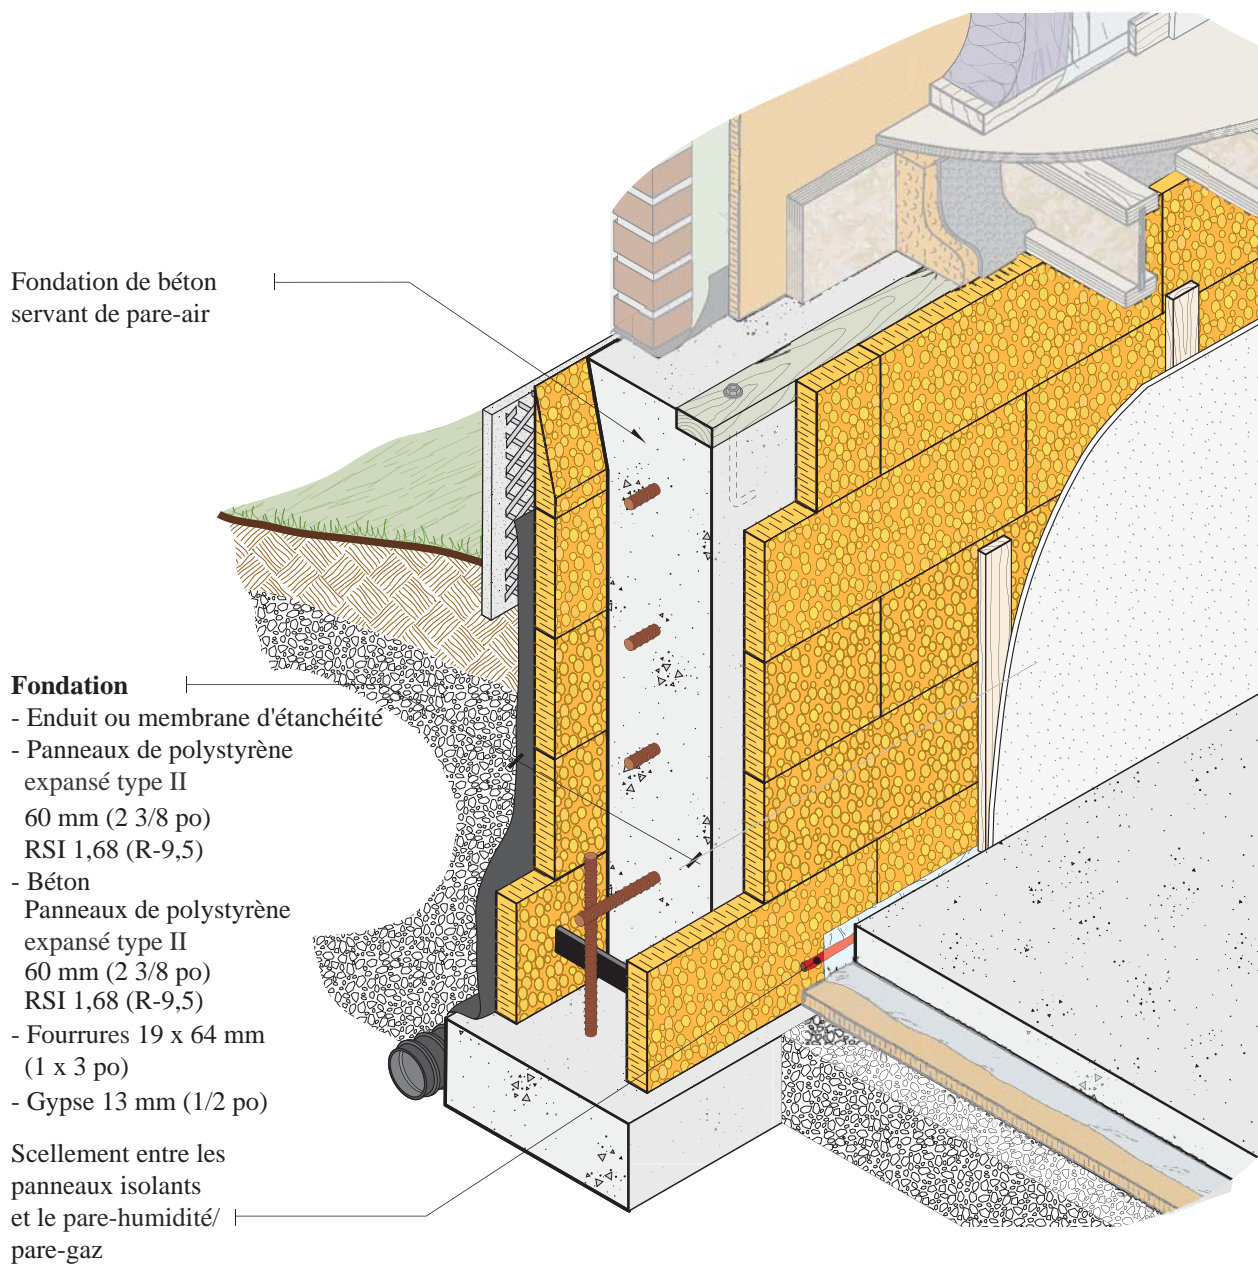 Fondation de béton
servant de pare-air
Fondation
- Enduit ou membrane d'étanchéité
- Panneaux de polystyrène
expansé type II
60 mm (2 3/8 po)
RSI 1,68 (R-9,5)
- Béton
Panneaux de polystyrène
expansé type II
60 mm (2 3/8 po)
RSI 1,68 (R-9,5)
- Fourrures 19 x 64 mm
(1 x 3 po)
- Gypse 13 mm (1/2 po)
Scellement entre les
panneaux isolants
et le pare-humidité/
pare-gaz